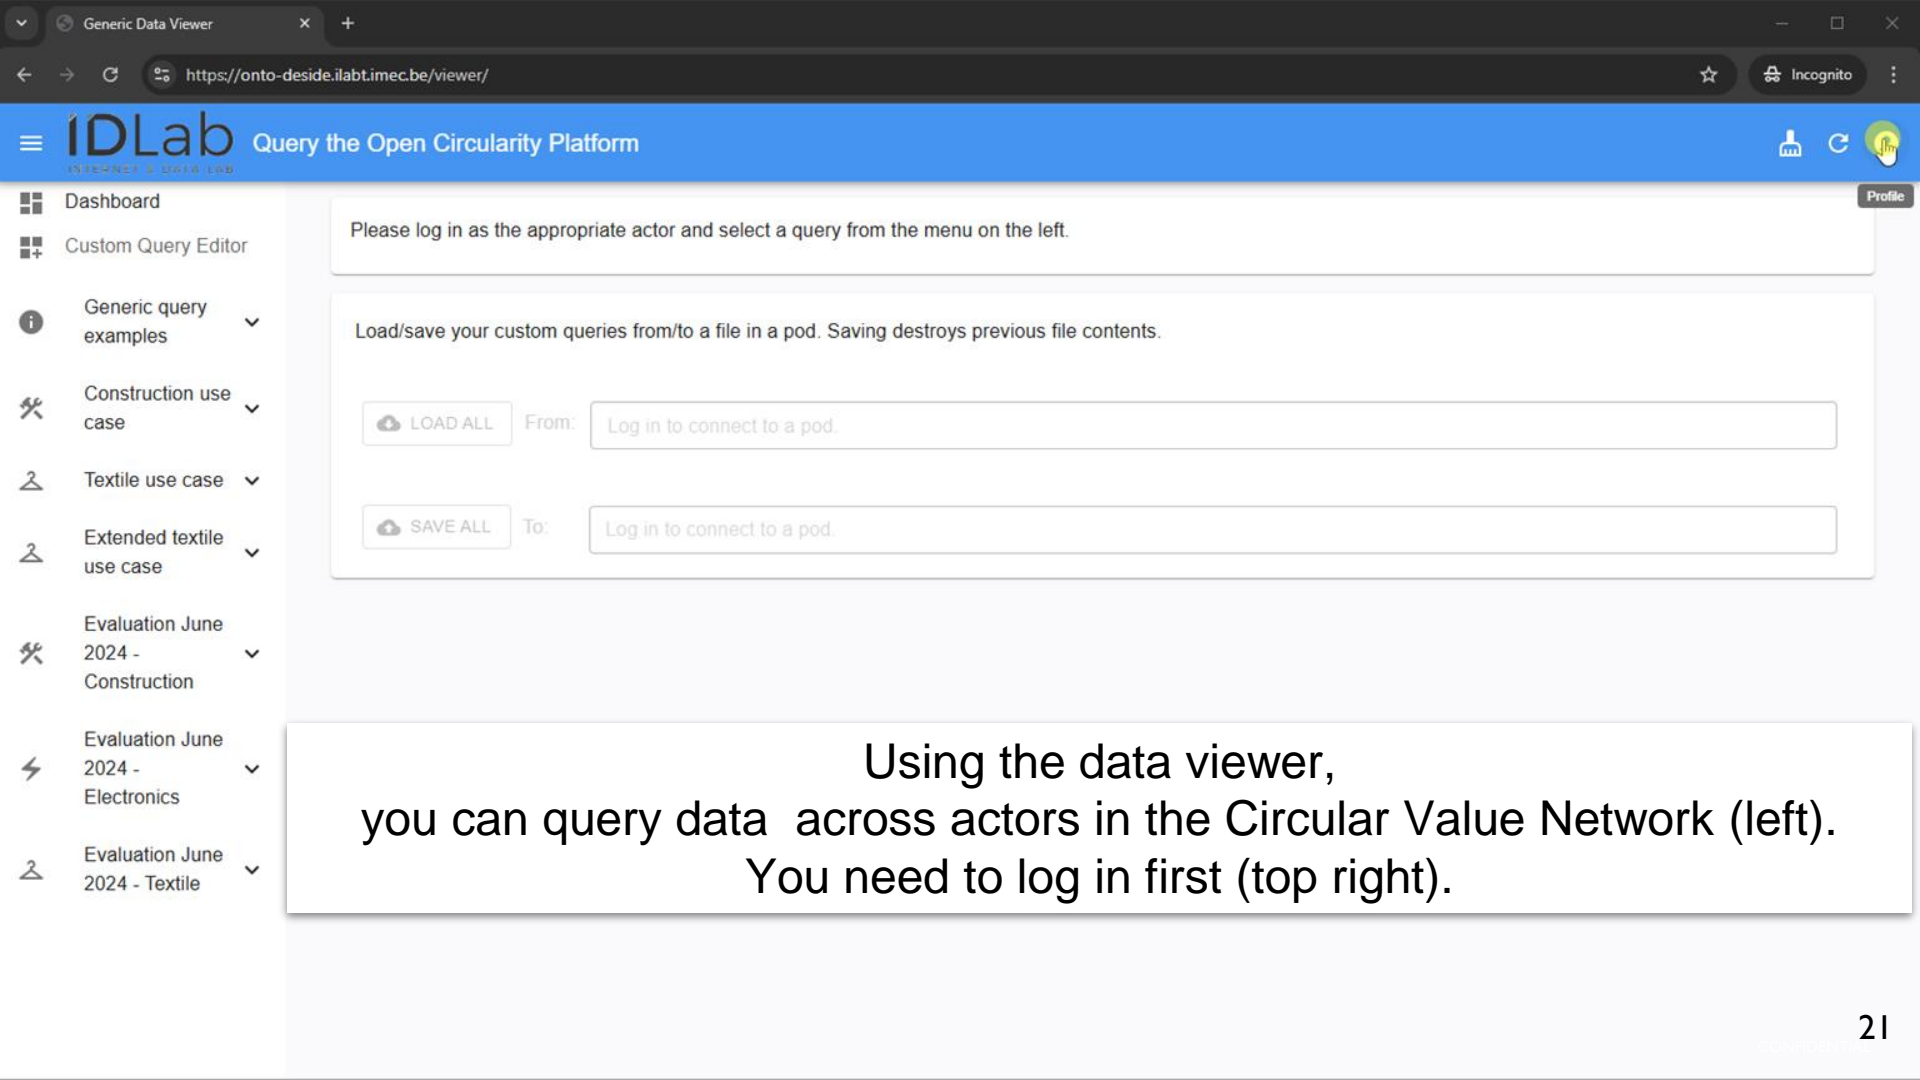 Generic Data Viewer
https://onto-deside.ilabt.imec.be/viewer/
Incognito
IDLab
INTERNET & DATA LAB
Query the Open Circularity Platform
Profile
Dashboard
Custom Query Editor
Generic query
examples
Construction use
case
Textile use case
Extended textile
use case
Evaluation June
2024 -
Construction
Evaluation June
2024 -
Electronics
Evaluation June
2024 - Textile
Please log in as the appropriate actor and select a query from the menu on the left.
Load/save your custom queries from/to a file in a pod. Saving destroys previous file contents.
LOAD ALL From: Log in to connect to a pod.
SAVE ALL To: Log in to connect to a pod.
Using the data viewer,
you can query data  across actors in the Circular Value Network (left).
You need to log in first (top right).
21